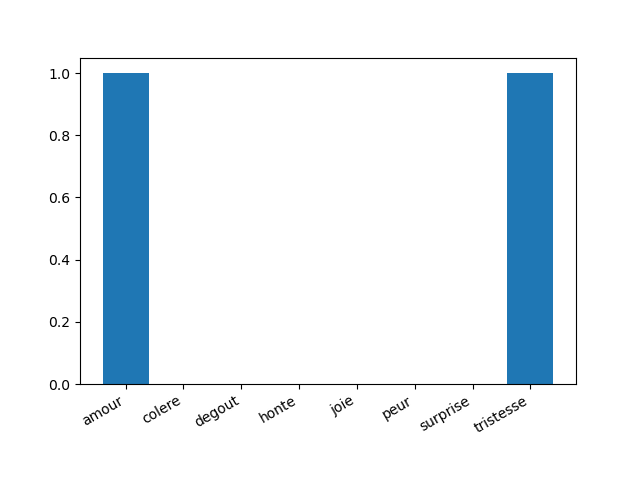 1.0
0.8
0.6
0.4
0.2
0.0
amour
colere
degout
honte
joie
peur
surprise
tristesse